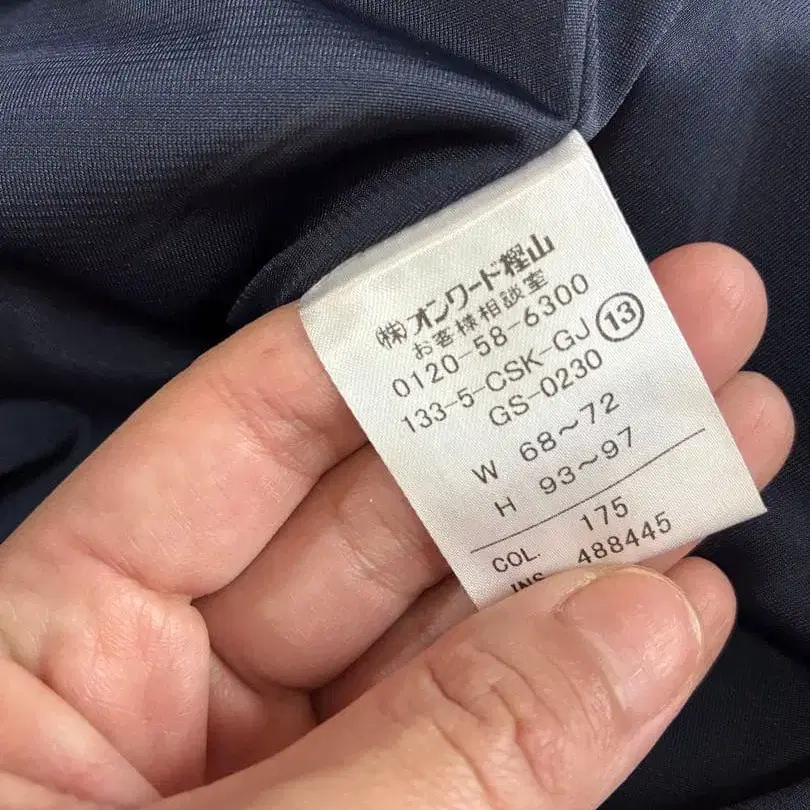 (株)オンワード樫山
お客様相談室
0120-58-6300
133-5-CSK-GJ ⑬
GS-0230
W 68～72
H 93～97
COL. 175
INS. 488445